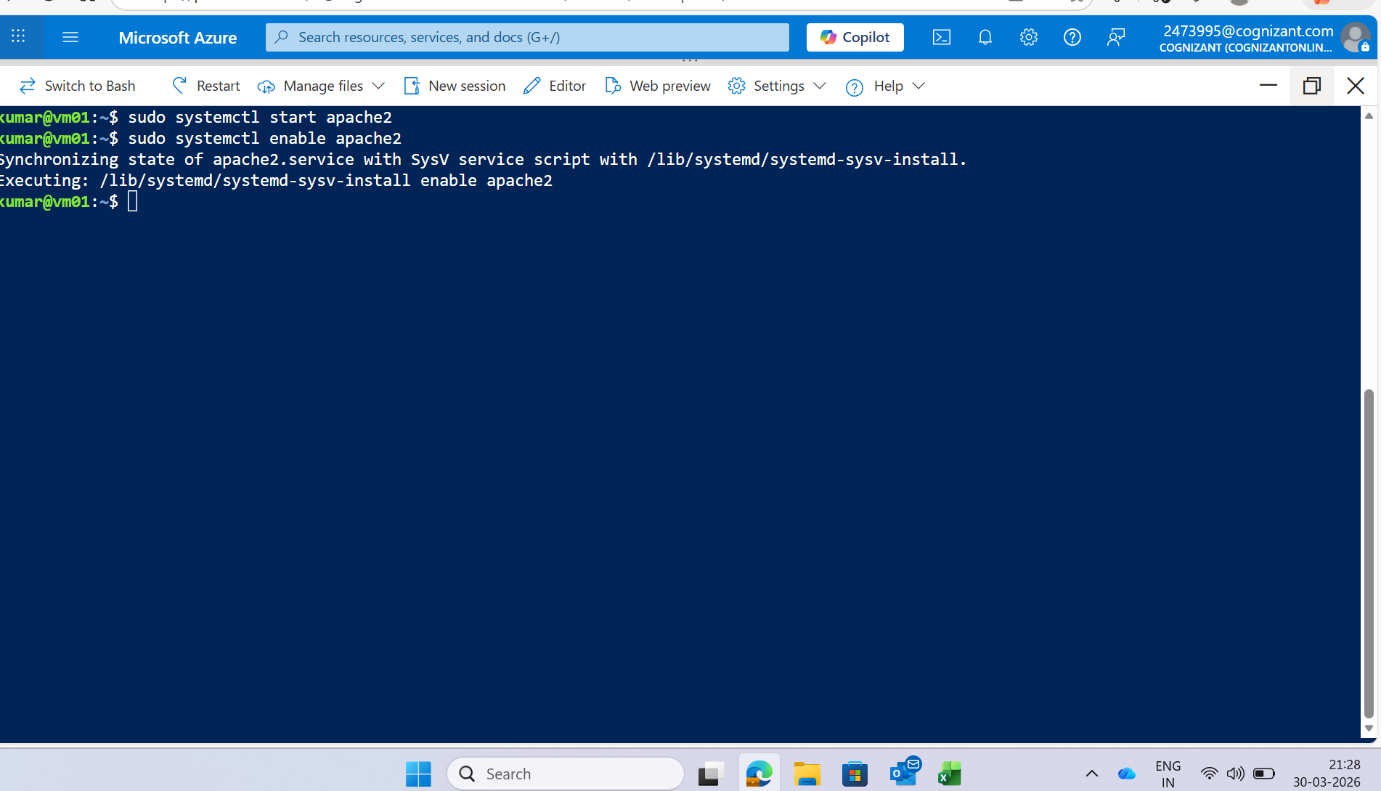 Microsoft Azure
Search resources, services, and docs (G+/)
Copilot
2473995@cognizant.com
COGNIZANT (COGNIZANTONLIN...
Switch to Bash
Restart
Manage files
New session
Editor
Web preview
Settings
Help
kumar@vm01:~$ sudo systemctl start apache2
kumar@vm01:~$ sudo systemctl enable apache2
Synchronizing state of apache2.service with SysV service script with /lib/systemd/systemd-sysv-install.
Executing: /lib/systemd/systemd-sysv-install enable apache2
kumar@vm01:~$
Search
ENG
IN
21:28
30-03-2026